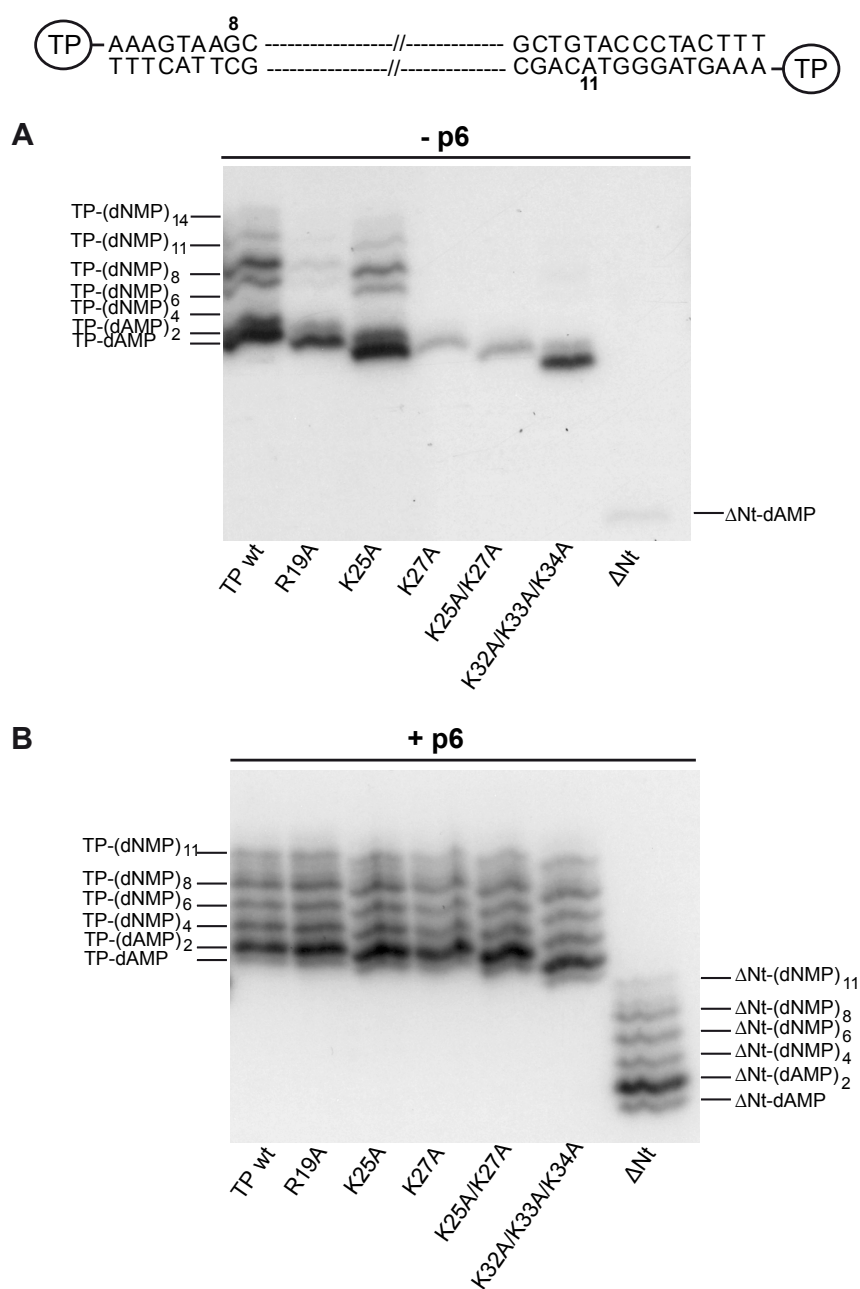 8
TP AAAGTAAGC -----------------//------------- GCTGTACCCTACTTT
TTTCATTCG -----------------//------------- CGACATGGGATGAAA TP
11
A
- p6
TP-(dNMP)14
TP-(dNMP)11
TP-(dNMP)8
TP-(dNMP)6
TP-(dNMP)4
TP-(dAMP)2
TP-dAMP
ΔNt-dAMP
TP wt R19A K25A K27A K25A/K27A K32A/K33A/K34A ΔNt
B
+ p6
TP-(dNMP)11
TP-(dNMP)8
TP-(dNMP)6
TP-(dNMP)4
TP-(dAMP)2
TP-dAMP
ΔNt-(dNMP)11
ΔNt-(dNMP)8
ΔNt-(dNMP)6
ΔNt-(dNMP)4
ΔNt-(dAMP)2
ΔNt-dAMP
TP wt R19A K25A K27A K25A/K27A K32A/K33A/K34A ΔNt